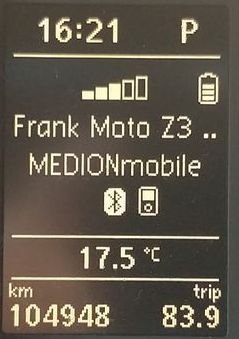 16:21 P
Frank Moto Z3 ..
MEDIONmobile
17.5 °C
km trip
104948 83.9